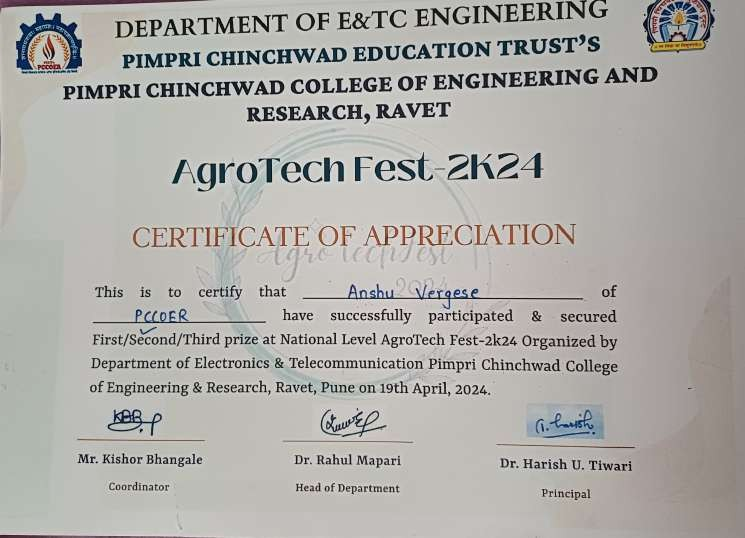 DEPARTMENT OF E&TC ENGINEERING
PIMPRI CHINCHWAD EDUCATION TRUST'S
PIMPRI CHINCHWAD COLLEGE OF ENGINEERING AND
RESEARCH, RAVET
PCCOER
AgroTech Fest-2K24
CERTIFICATE OF APPRECIATION
AgroTechFest
2024
This is to certify that Anshu Vergese of
PCCOER have successfully participated & secured
First/Second/Third prize at National Level AgroTech Fest-2k24 Organized by
Department of Electronics & Telecommunication Pimpri Chinchwad College
of Engineering & Research, Ravet, Pune on 19th April, 2024.
Mr. Kishor Bhangale
Dr. Rahul Mapari
Dr. Harish U. Tiwari
Coordinator
Head of Department
Principal